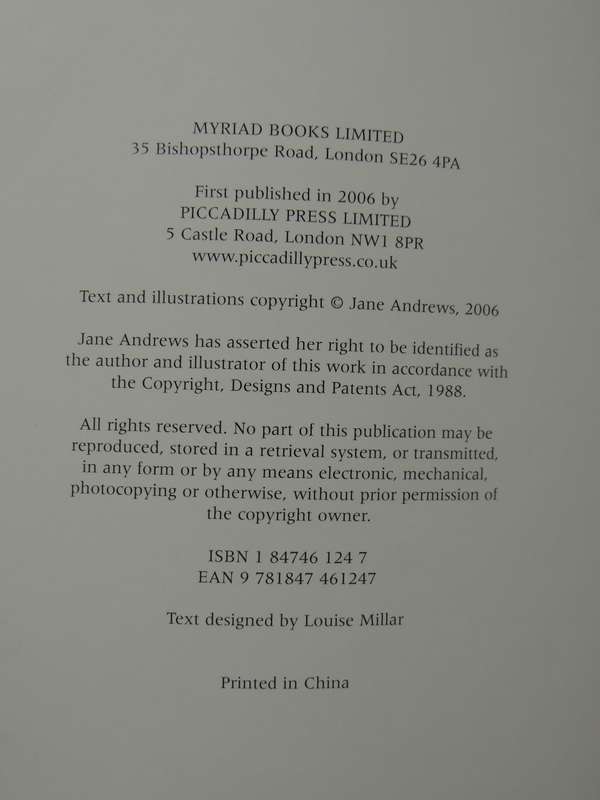 MYRIAD BOOKS LIMITED
35 Bishopsthorpe Road, London SE26 4PA
First published in 2006 by
PICCADILLY PRESS LIMITED
5 Castle Road, London NW1 8PR
www.piccadillypress.co.uk
Text and illustrations copyright © Jane Andrews, 2006
Jane Andrews has asserted her right to be identified as
the author and illustrator of this work in accordance with
the Copyright, Designs and Patents Act, 1988.
All rights reserved. No part of this publication may be
reproduced, stored in a retrieval system, or transmitted,
in any form or by any means electronic, mechanical,
photocopying or otherwise, without prior permission of
the copyright owner.
ISBN 1 84746 124 7
EAN 9 781847 461247
Text designed by Louise Millar
Printed in China